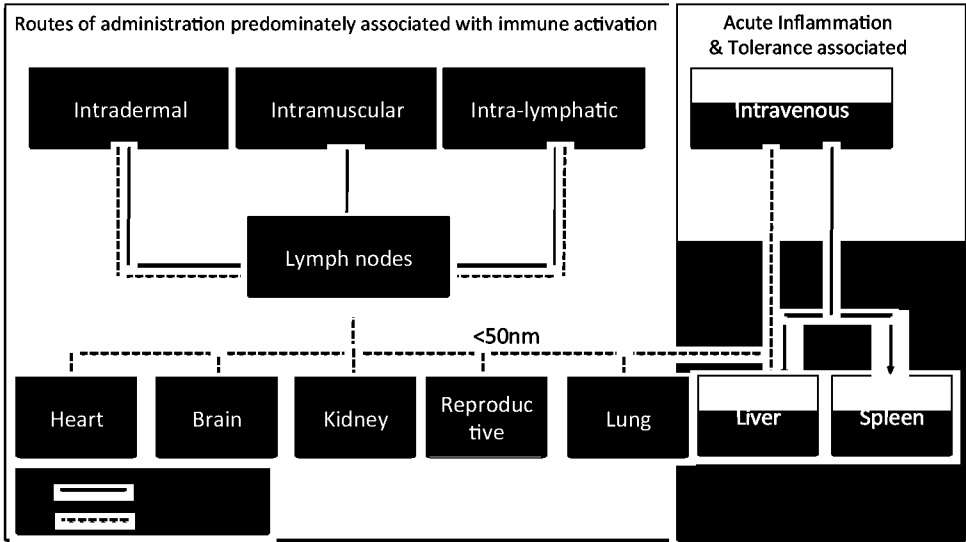 Routes of administration predominately associated with immune activation
Acute Inflammation
& Tolerance associated
Intradermal
Intramuscular
Intra-lymphatic
Intravenous
Lymph nodes
<50nm
Heart
Brain
Kidney
Reproduc
tive
Lung
Liver
Spleen